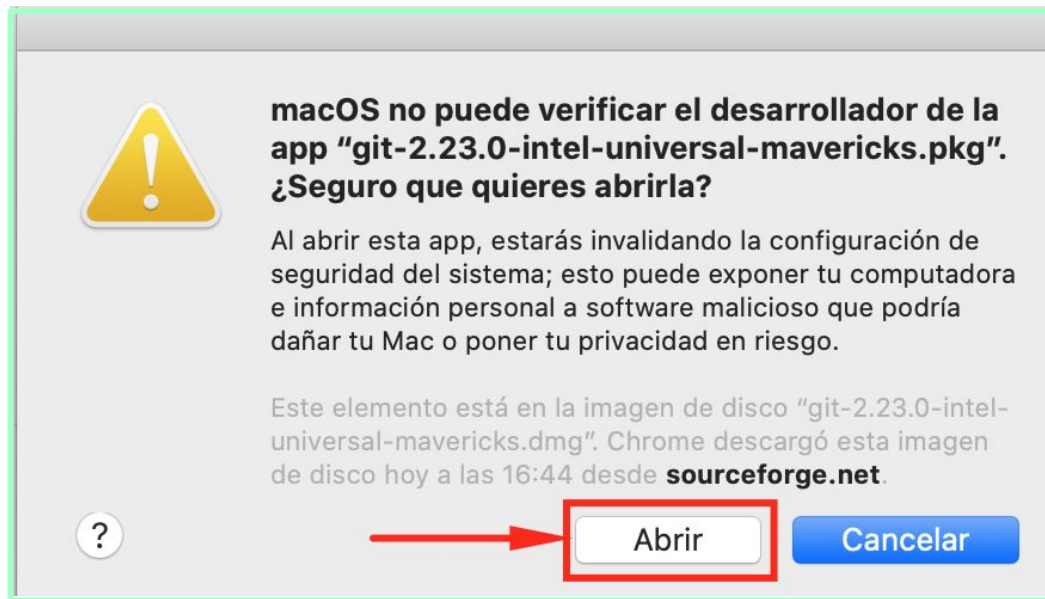 macOS no puede verificar el desarrollador de la
app “git-2.23.0-intel-universal-mavericks.pkg”.
¿Seguro que quieres abrirla?
Al abrir esta app, estarás invalidando la configuración de
seguridad del sistema; esto puede exponer tu computadora
e información personal a software malicioso que podría
dañar tu Mac o poner tu privacidad en riesgo.
Este elemento está en la imagen de disco “git-2.23.0-intel-
universal-mavericks.dmg”. Chrome descargó esta imagen
de disco hoy a las 16:44 desde sourceforge.net.
? Abrir Cancelar